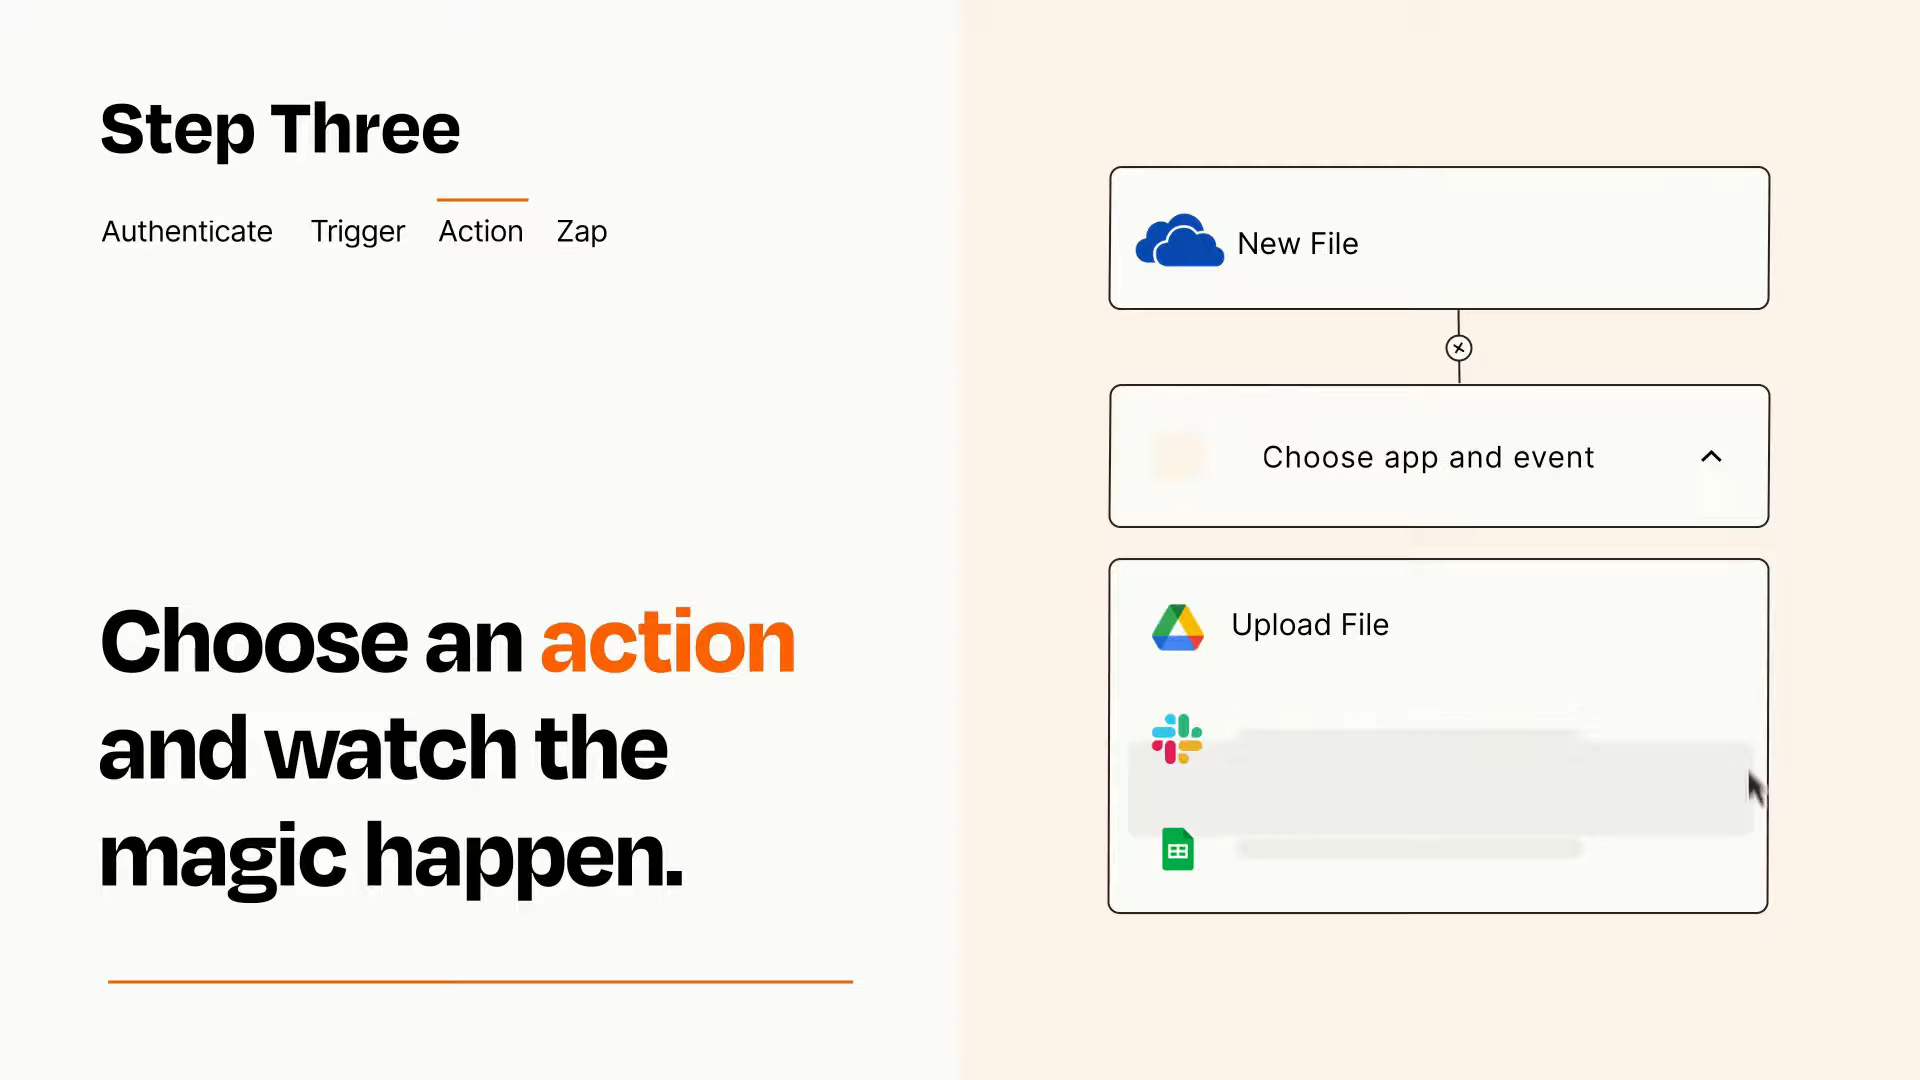 Step Three
Authenticate Trigger Action Zap
Choose an action
and watch the
magic happen.
New File
Choose app and event
Upload File